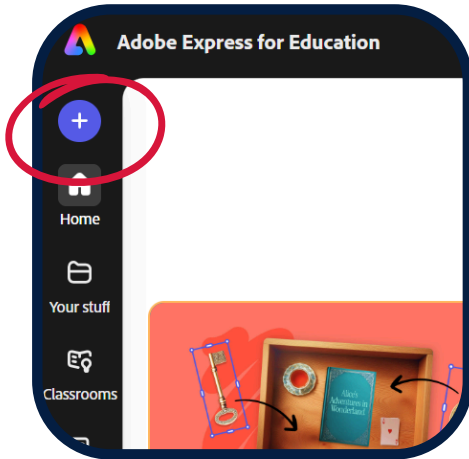 Adobe Express for Education
Home
Your stuff
Classrooms
Alice's
Adventures in
Wonderland